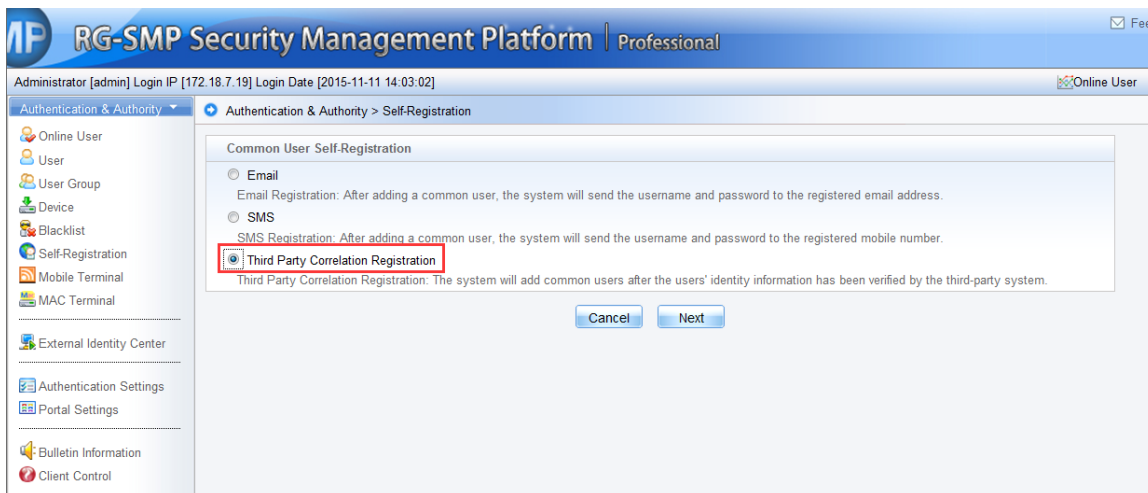 MP RG-SMP Security Management Platform | Professional
Administrator [admin] Login IP [172.18.7.19] Login Date [2015-11-11 14:03:02]
Online User
Authentication & Authority
Online User
User
User Group
Device
Blacklist
Self-Registration
Mobile Terminal
MAC Terminal
External Identity Center
Authentication Settings
Portal Settings
Bulletin Information
Client Control
Authentication & Authority > Self-Registration
Common User Self-Registration
Email
Email Registration: After adding a common user, the system will send the username and password to the registered email address.
SMS
SMS Registration: After adding a common user, the system will send the username and password to the registered mobile number.
Third Party Correlation Registration
Third Party Correlation Registration: The system will add common users after the users' identity information has been verified by the third-party system.
Cancel Next